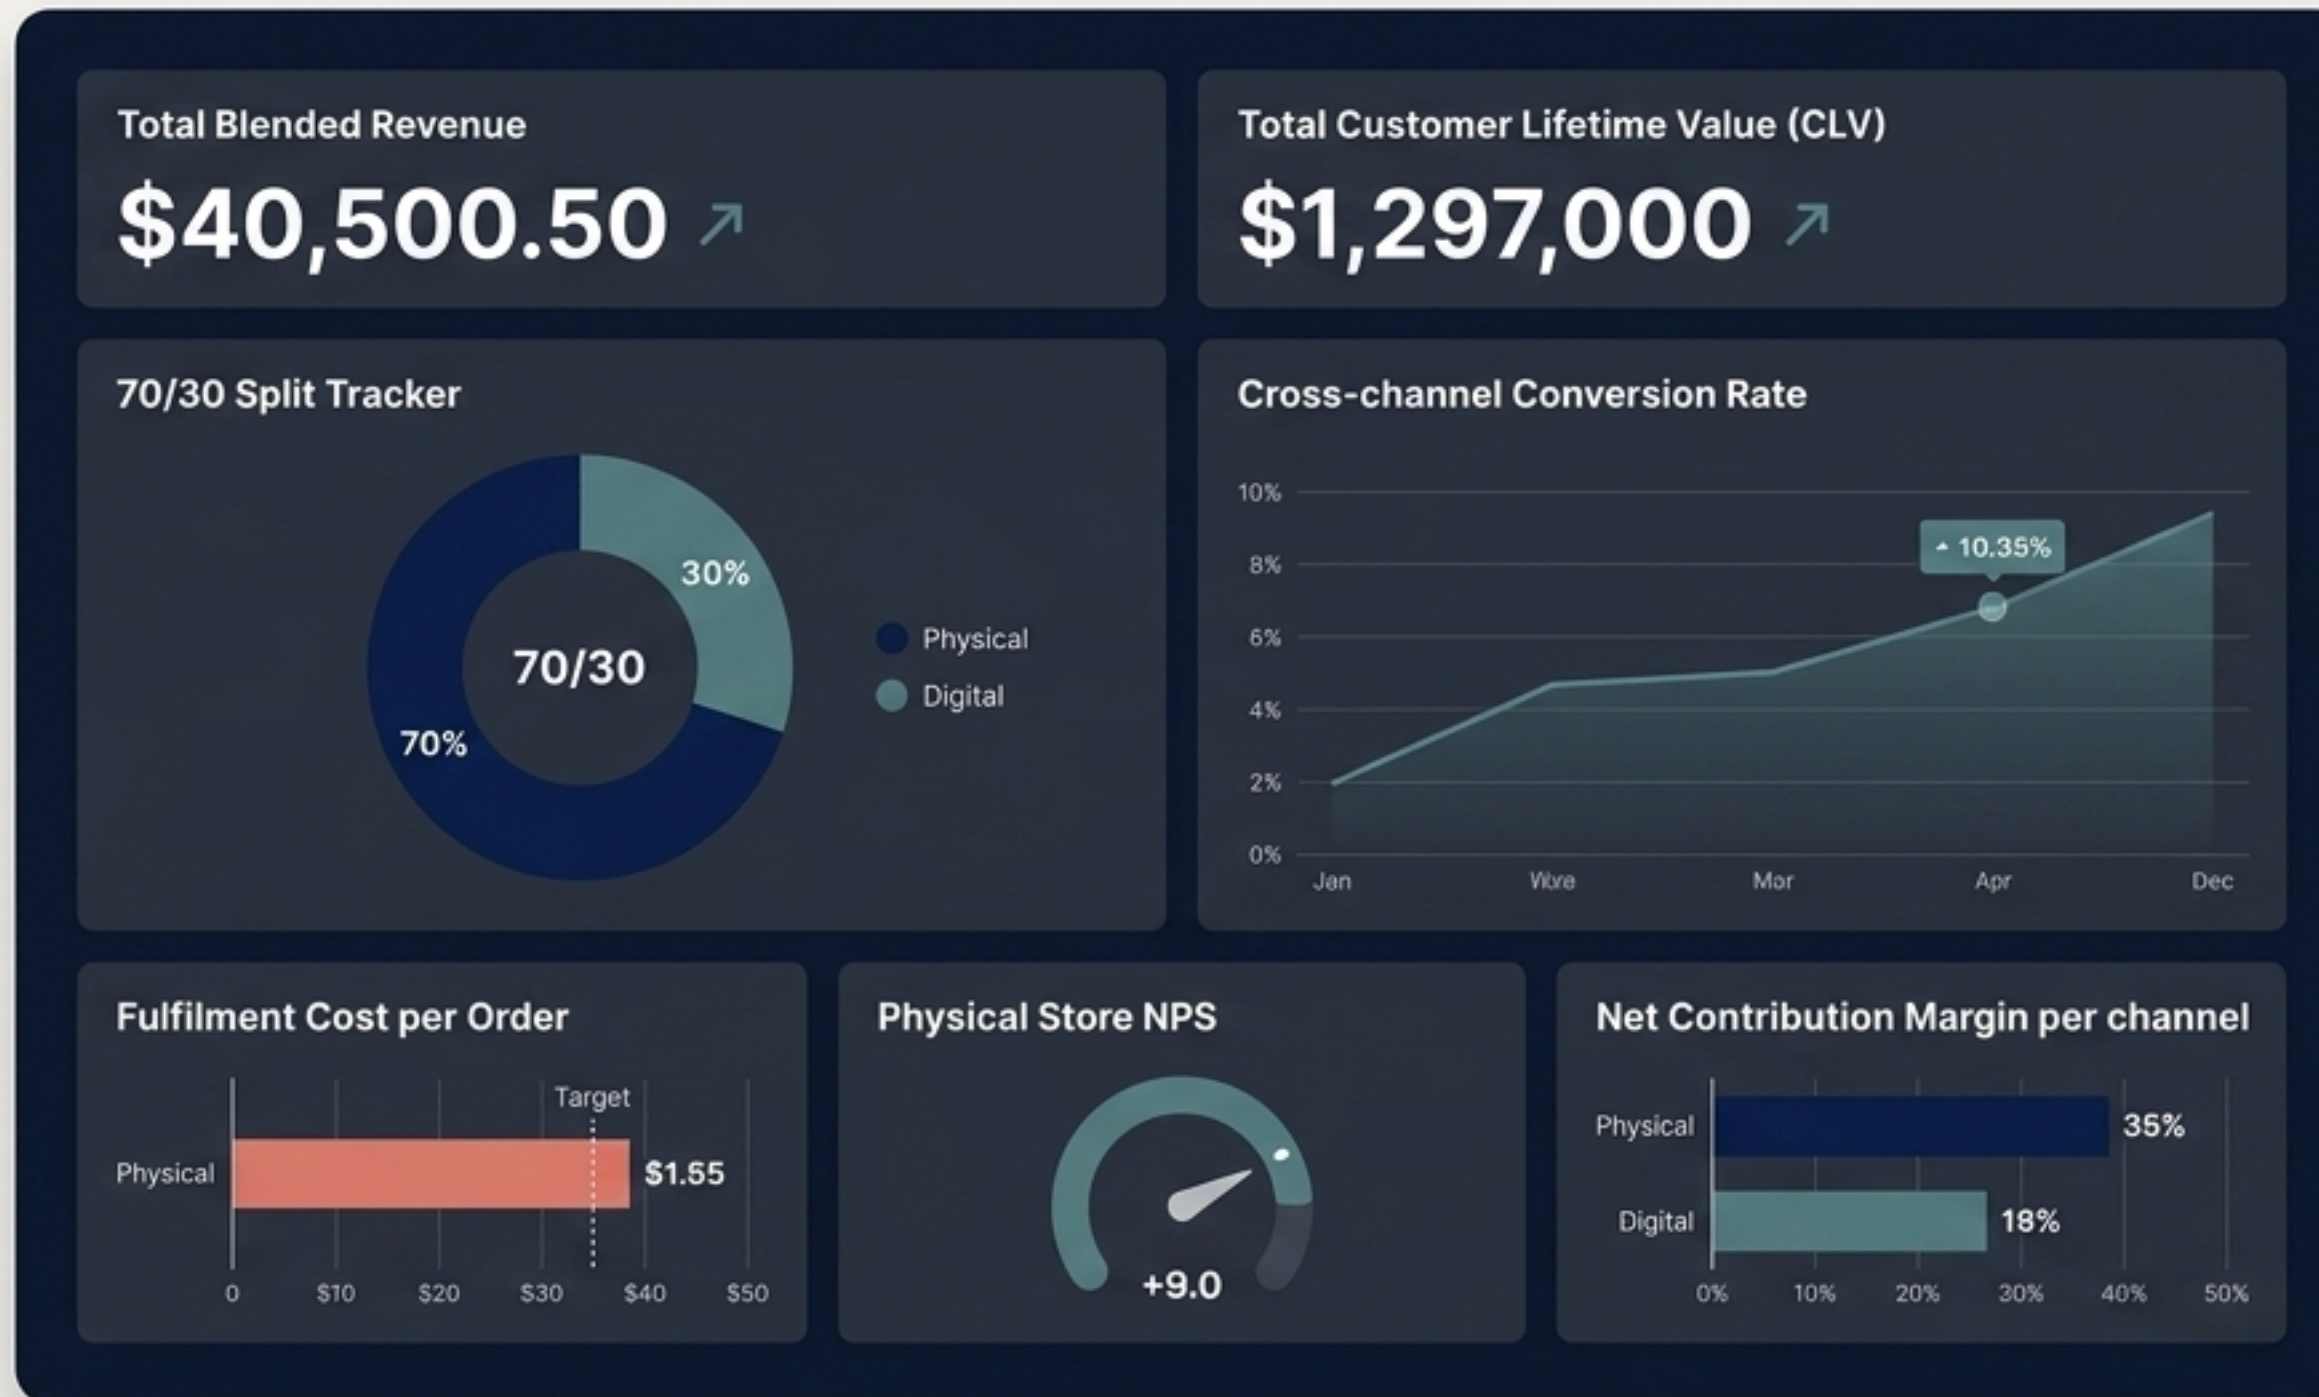 Total Blended Revenue
$40,500.50
Total Customer Lifetime Value (CLV)
$1,297,000
70/30 Split Tracker
30%
70/30
70%
Physical
Digital
Cross-channel Conversion Rate
10%
8%
6%
4%
2%
0%
10.35%
Jan
Mar
Apr
Dec
Fulfilment Cost per Order
Target
Physical
$1.55
0 $10 $20 $30 $40 $50
Physical Store NPS
+9.0
Net Contribution Margin per channel
Physical
35%
Digital
18%
0% 10% 20% 30% 40% 50%